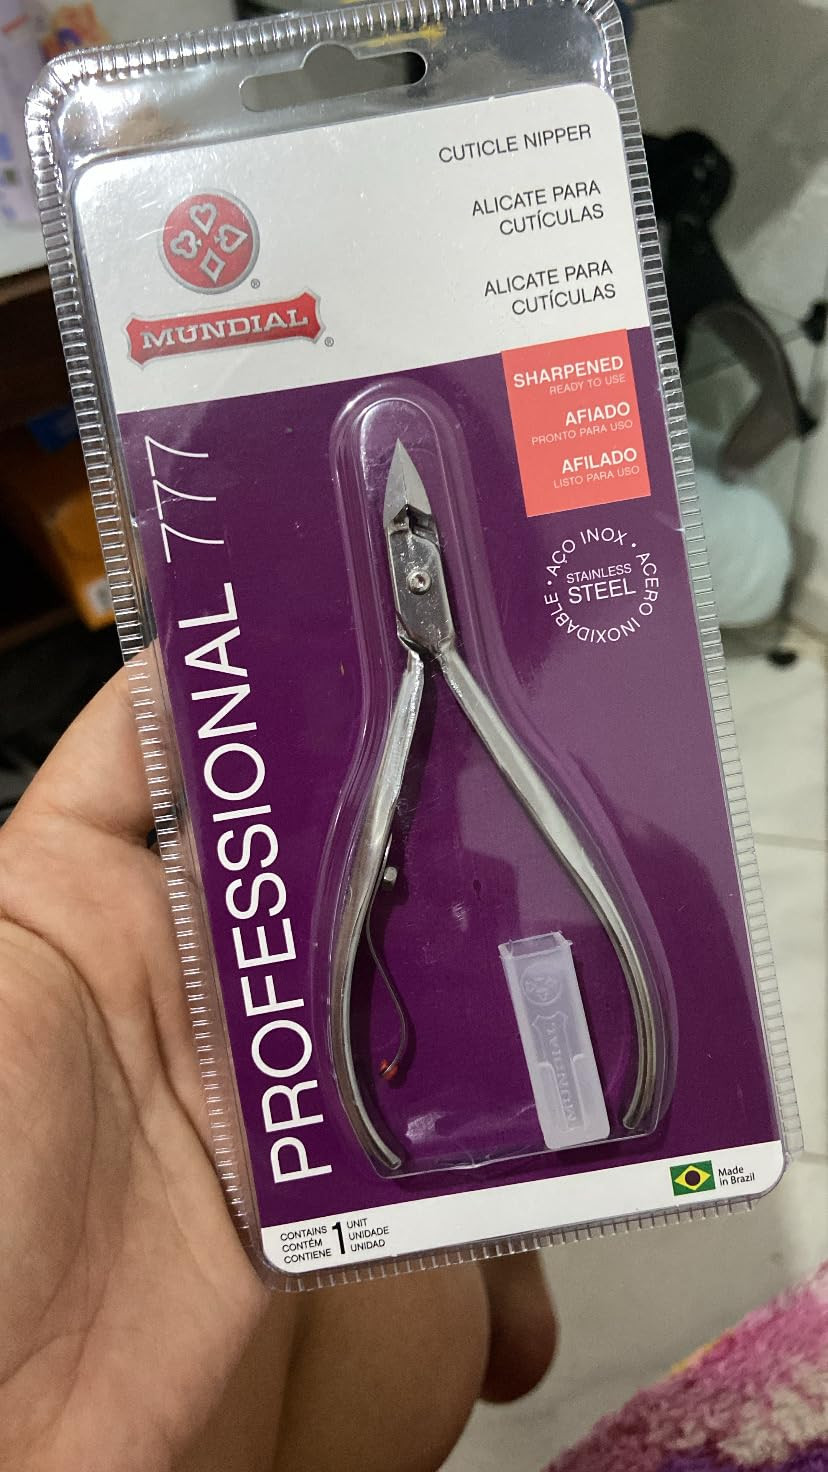 CUTICLE NIPPER
ALICATE PARA
CUTÍCULAS
ALICATE PARA
CUTÍCULAS
MUNDIAL
SHARPENED
READY TO USE
AFIADO
PRONTO PARA USO
AFILADO
LISTO PARA USO
AÇO INOX • ACERO INOXIDABLE •
STAINLESS
STEEL
PROFESSIONAL 777
MUNDIAL
Made
in Brazil
CONTAINS
CONTÉM
CONTIENE
1
UNIT
UNIDADE
UNIDAD